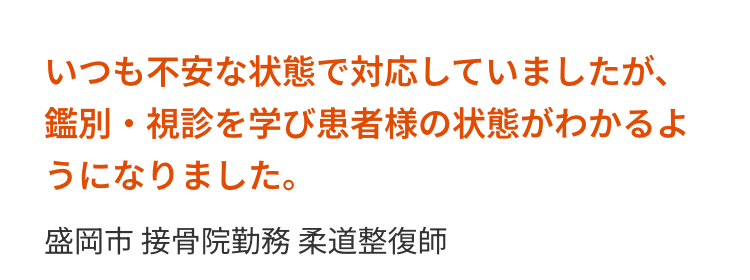 いつも不安な状態で対応していましたが、
鑑別・視診を学び患者様の状態がわかるよ
うになりました。
盛岡市 接骨院勤務 柔道整復師